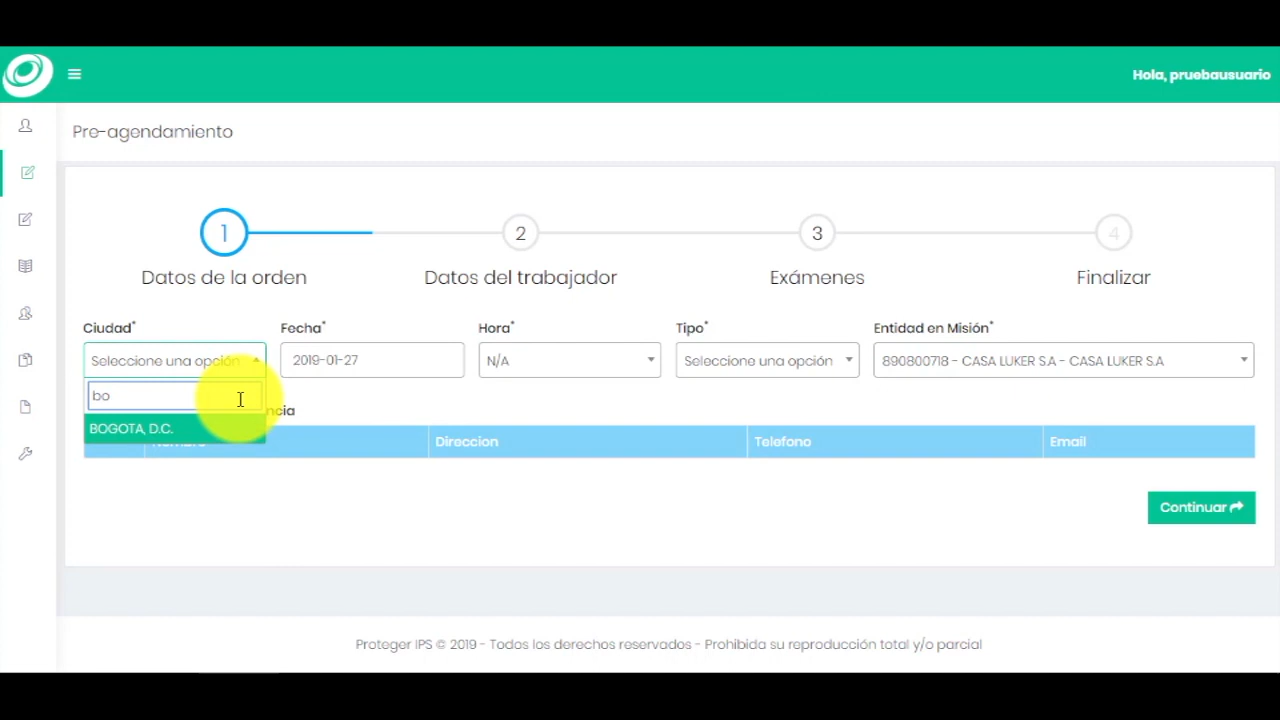 Hola, pruebausuario
Pre-agendamiento
1
2
3
4
Datos de la orden
Datos del trabajador
Exámenes
Finalizar
Ciudad*
Fecha*
Hora*
Tipo*
Entidad en Misión*
Seleccione una opción
2019-01-27
N/A
Seleccione una opción
890800718 - CASA LUKER S.A - CASA LUKER S.A
bo
BOGOTA, D.C.
Direccion
Telefono
Email
Continuar
Proteger IPS © 2019 - Todos los derechos reservados - Prohibida su reproducción total y/o parcial